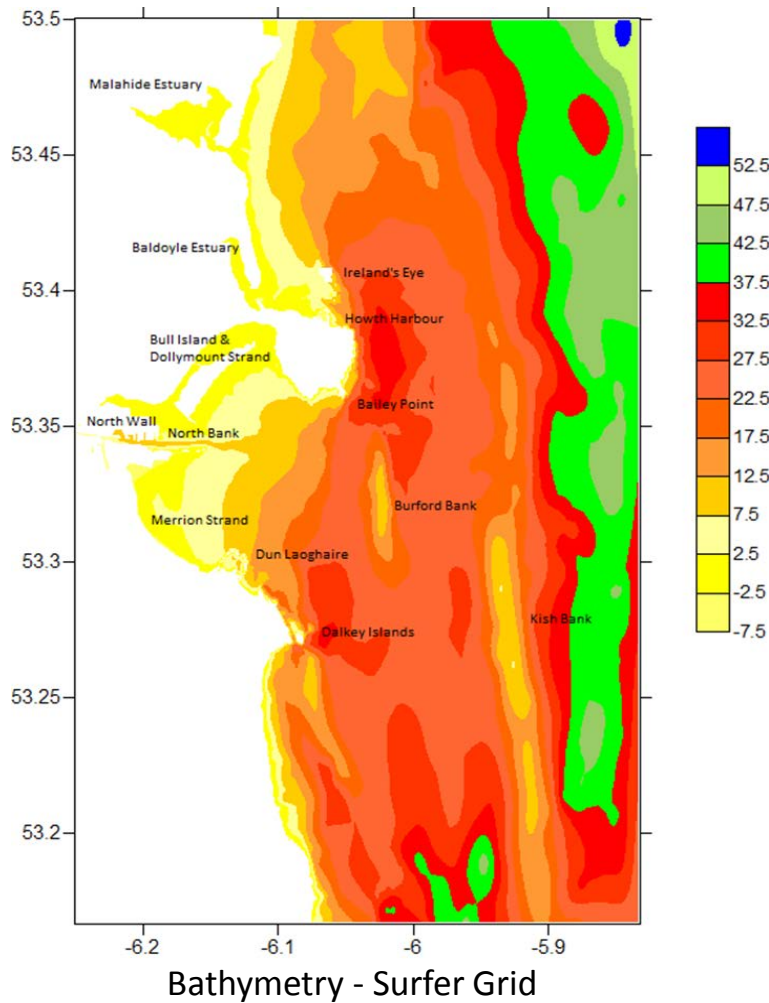 53.5
Malahide Estuary
53.45
Baldoyle Estuary
Ireland's Eye
53.4
Howth Harbour
Bull Island &
Dollymount Strand
Bailey Point
53.35
North Wall
North Bank
Burford Bank
Merrion Strand
53.3
Dun Laoghaire
Kish Bank
Dalkey Islands
53.25
53.2
-6.2
-6.1
-6
-5.9
52.5
47.5
42.5
37.5
32.5
27.5
22.5
17.5
12.5
7.5
2.5
-2.5
-7.5
Bathymetry - Surfer Grid